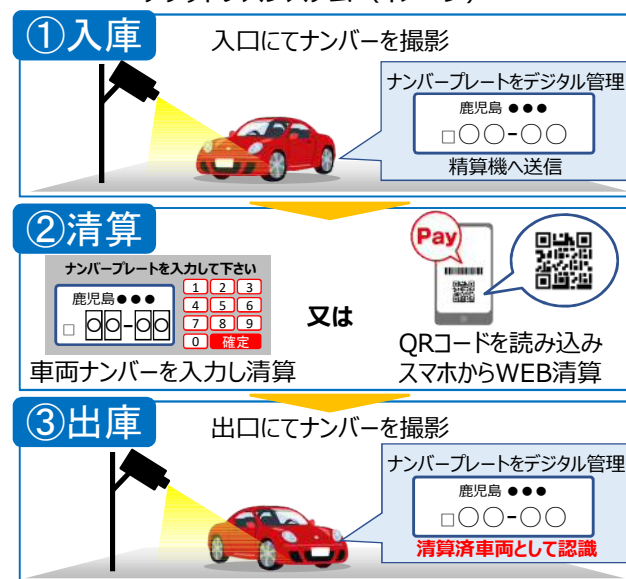 ①入庫
入口にてナンバーを撮影
ナンバープレートをデジタル管理
鹿児島 ●●●
□○○-○○
精算機へ送信
②清算
ナンバープレートを入力して下さい
鹿児島●●●
□ ○○-○○
1 2 3
4 5 6
7 8 9
0 確定
車両ナンバーを入力し清算
又は
Pay
QRコードを読み込み
スマホからWEB清算
③出庫
出口にてナンバーを撮影
ナンバープレートをデジタル管理
鹿児島 ●●●
□○○-○○
清算済車両として認識